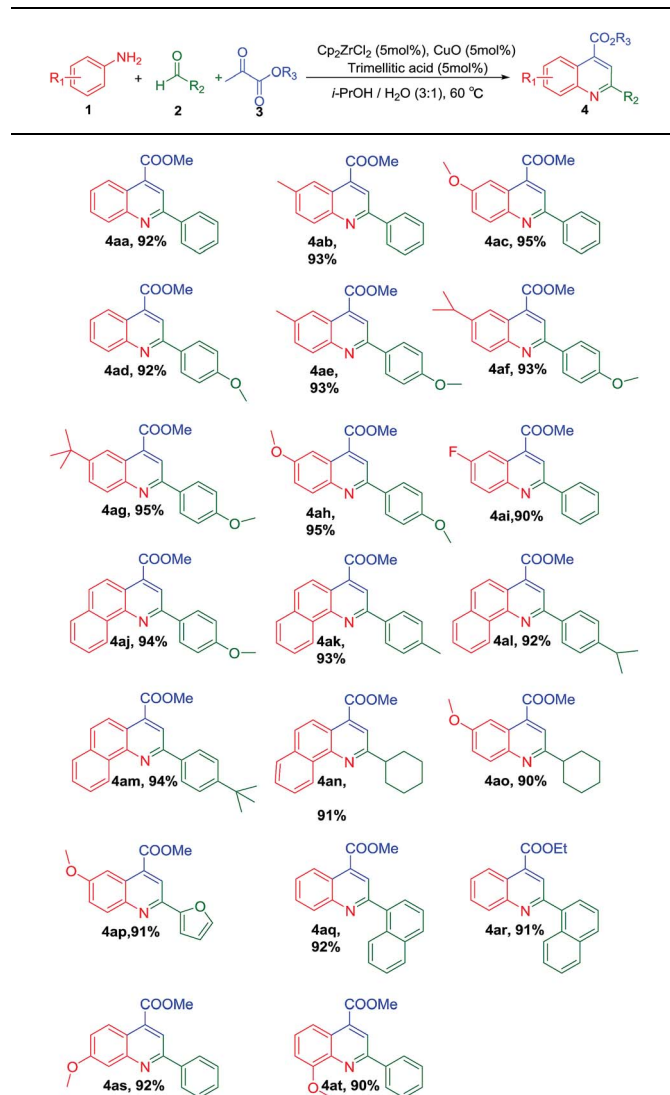 NH₂
R₁
1
+
O
H
R₂
2
+
O
OR₃
O
3
Cp₂ZrCl₂ (5mol%), CuO (5mol%)
Trimellitic acid (5mol%)
i-PrOH / H₂O (3:1), 60 °C
CO₂R₃
R₁
N
R₂
4
COOMe
N
4aa, 92%
COOMe
N
4ab,
93%
COOMe
O
N
4ac, 95%
COOMe
N
4ad, 92%
O
COOMe
N
4ae,
93%
O
COOMe
N
4af, 93%
O
COOMe
N
4ag, 95%
O
COOMe
O
N
4ah,
95%
O
COOMe
F
N
4ai,90%
COOMe
N
4aj, 94%
O
COOMe
N
4ak,
93%
COOMe
N
4al, 92%
COOMe
N
4am, 94%
COOMe
N
4an,
91%
COOMe
O
N
4ao, 90%
COOMe
O
N
O
4ap,91%
COOMe
N
4aq,
92%
COOEt
N
4ar, 91%
COOMe
O
N
4as, 92%
COOMe
N
O
4at, 90%